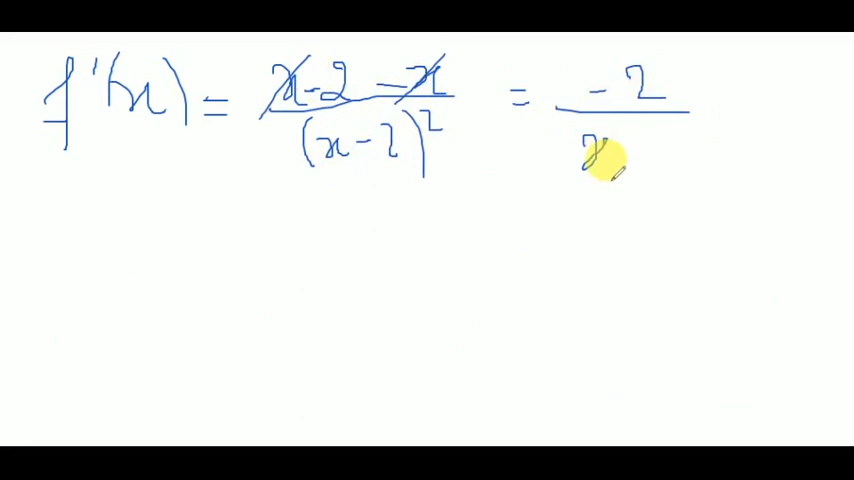 f'(x) = x-2-x / (x-2)² = -2 / x